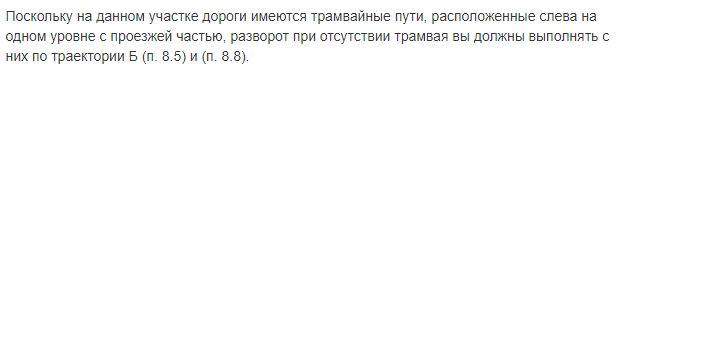 Поскольку на данном участке дороги имеются трамвайные пути, расположенные слева на
одном уровне с проезжей частью, разворот при отсутствии трамвая вы должны выполнять с
них по траектории Б (п. 8.5) и (п. 8.8).